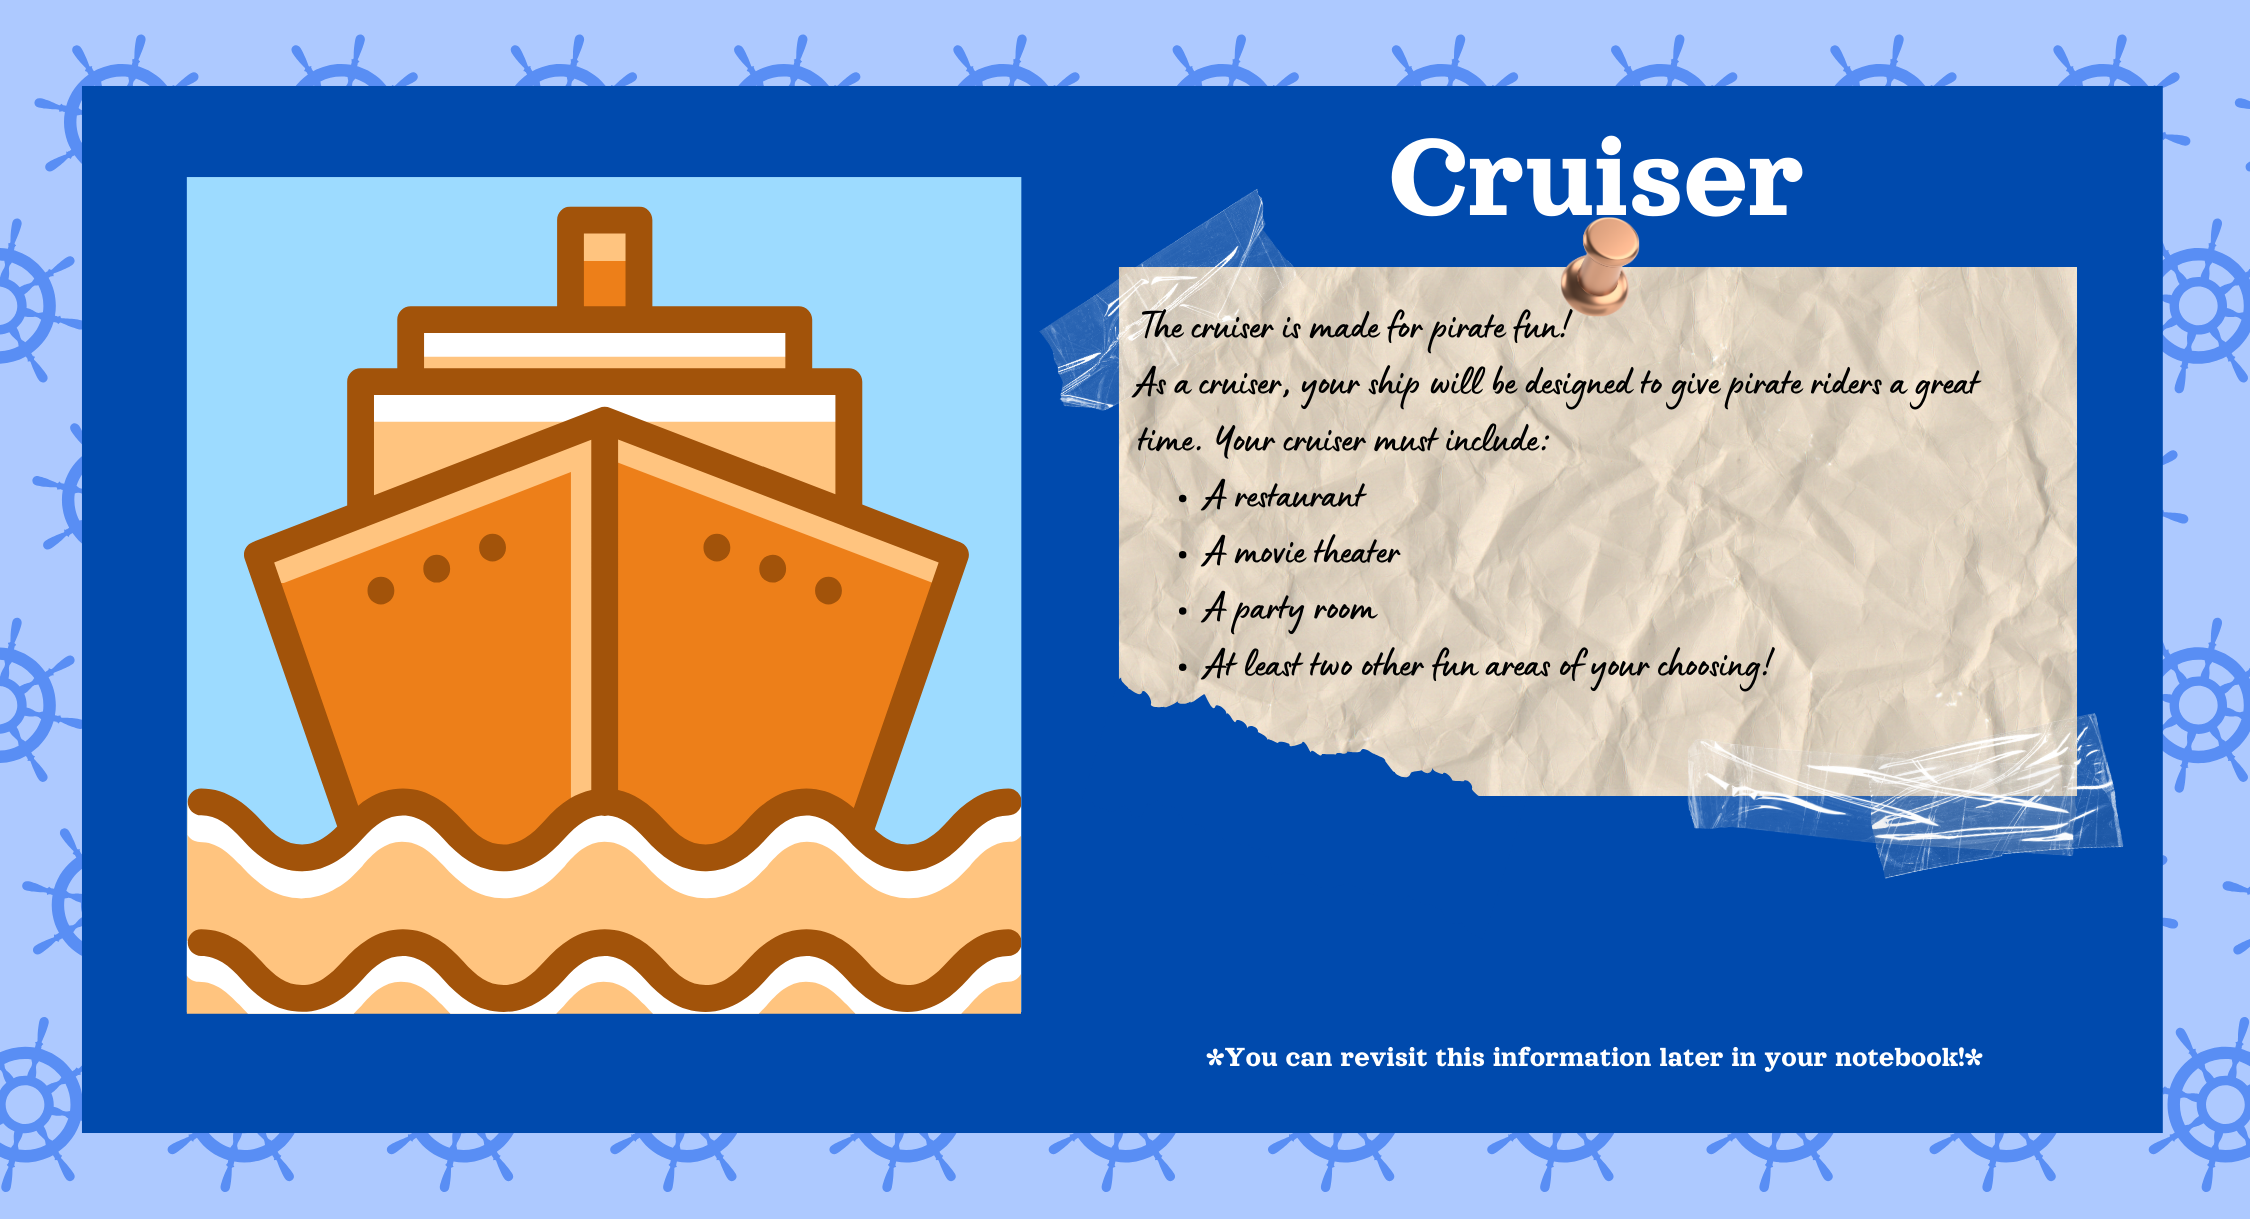 Cruiser
The cruiser is made for pirate fun!
As a cruiser, your ship will be designed to give pirate riders a great
time. Your cruiser must include:
• A restaurant
• A movie theater
• A party room
• At least two other fun areas of your choosing!
*You can revisit this information later in your notebook!*